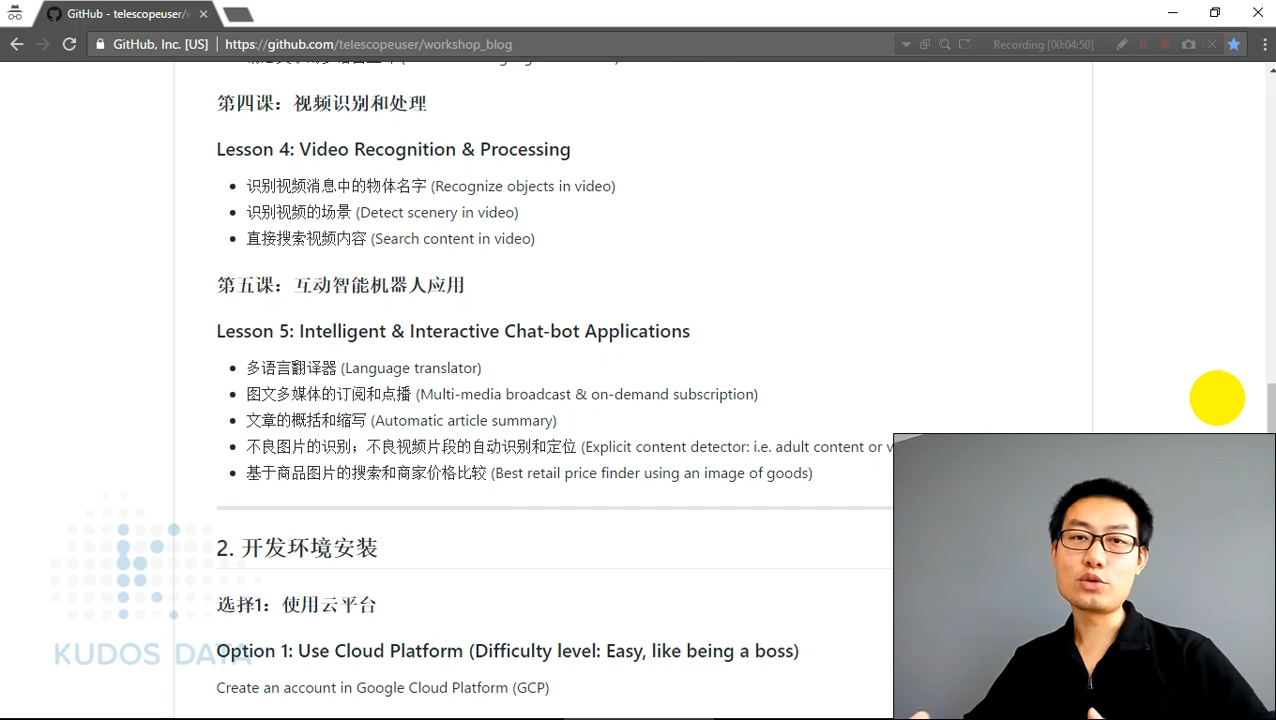 GitHub - telescopeuser/v
GitHub, Inc. [US] https://github.com/telescopeuser/workshop_blog Recording [00:04:50]
第四课：视频识别和处理
Lesson 4: Video Recognition & Processing
识别视频消息中的物体名字 (Recognize objects in video)
识别视频的场景 (Detect scenery in video)
直接搜索视频内容 (Search content in video)
第五课：互动智能机器人应用
Lesson 5: Intelligent & Interactive Chat-bot Applications
多语言翻译器 (Language translator)
图文多媒体的订阅和点播 (Multi-media broadcast & on-demand subscription)
文章的概括和缩写 (Automatic article summary)
不良图片的识别；不良视频片段的自动识别和定位 (Explicit content detector: i.e. adult content or v
基于商品图片的搜索和商家价格比较 (Best retail price finder using an image of goods)
2. 开发环境安装
选择1：使用云平台
Option 1: Use Cloud Platform (Difficulty level: Easy, like being a boss)
KUDOS DATA
Create an account in Google Cloud Platform (GCP)